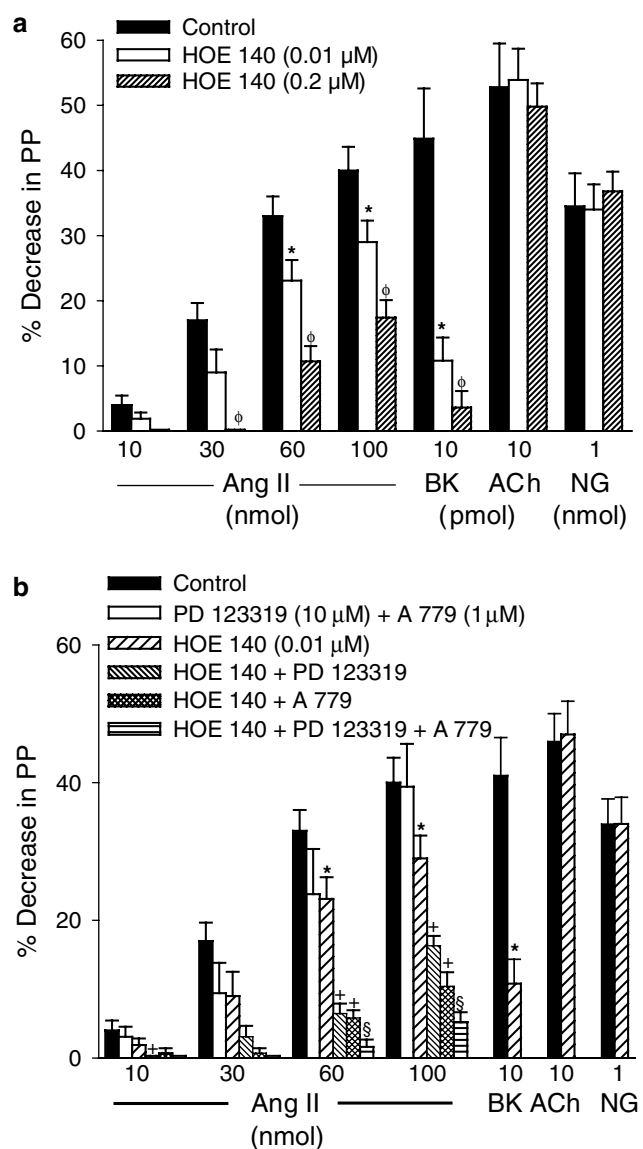 a
Control
HOE 140 (0.01 μM)
HOE 140 (0.2 μM)
% Decrease in PP
60
50
40
30
20
10
0
*
*
*
ϕ
ϕ
ϕ
ϕ
10 30 60 100 10 10 1
Ang II BK ACh NG
(nmol) (pmol) (nmol)
b
Control
PD 123319 (10 μM) + A 779 (1 μM)
HOE 140 (0.01 μM)
HOE 140 + PD 123319
HOE 140 + A 779
HOE 140 + PD 123319 + A 779
% Decrease in PP
60
40
20
0
+
*
+ +
§
*
+
+
§
*
10 30 60 100 10 10 1
Ang II BK ACh NG
(nmol)